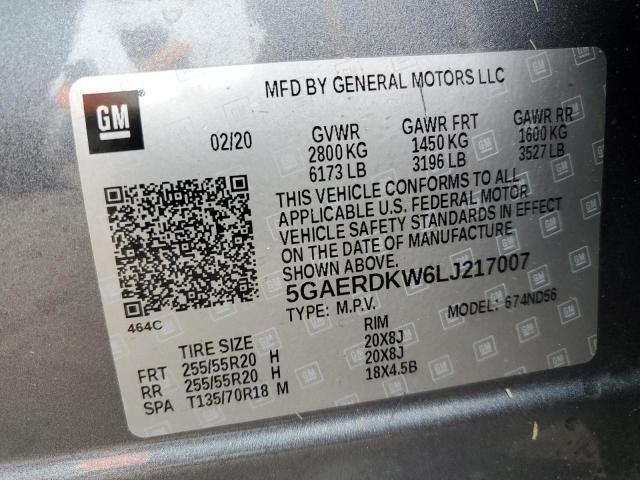 GM
MFD BY GENERAL MOTORS LLC
02/20 GVWR GAWR FRT GAWR RR
2800 KG 1450 KG 1600 KG
6173 LB 3196 LB 3527 LB
THIS VEHICLE CONFORMS TO ALL
APPLICABLE U.S. FEDERAL MOTOR
VEHICLE SAFETY STANDARDS IN EFFECT
ON THE DATE OF MANUFACTURE
SHOWN ABOVE.
5GAERDKW6LJ217007
464C
TYPE: M.P.V. MODEL: 674ND56
TIRE SIZE RIM
FRT 255/55R20 H 20X8J
RR 255/55R20 H 20X8J
SPA T135/70R18 M 18X4.5B